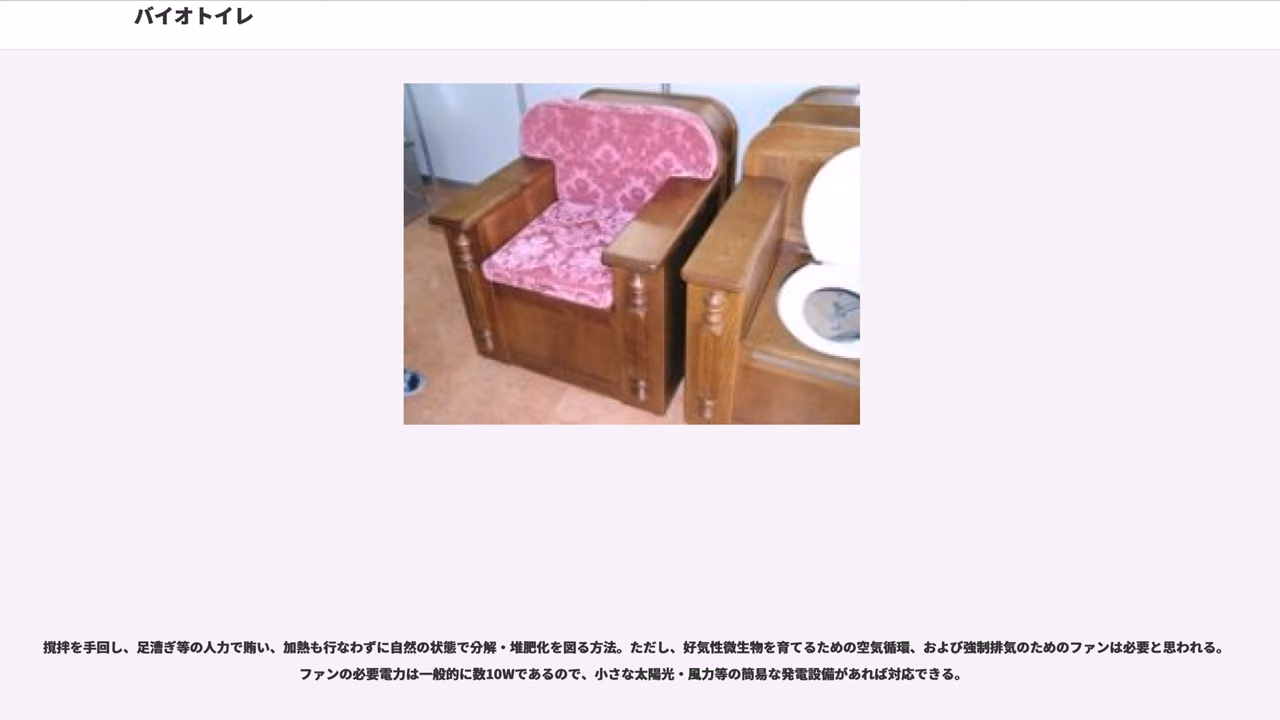 バイオトイレ
撹拌を手回し、足漕ぎ等の人力で賄い、加熱も行なわずに自然の状態で分解・堆肥化を図る方法。ただし、好気性微生物を育てるための空気循環、および強制排気のためのファンは必要と思われる。
ファンの必要電力は一般的に数10Wであるので、小さな太陽光・風力等の簡易な発電設備があれば対応できる。